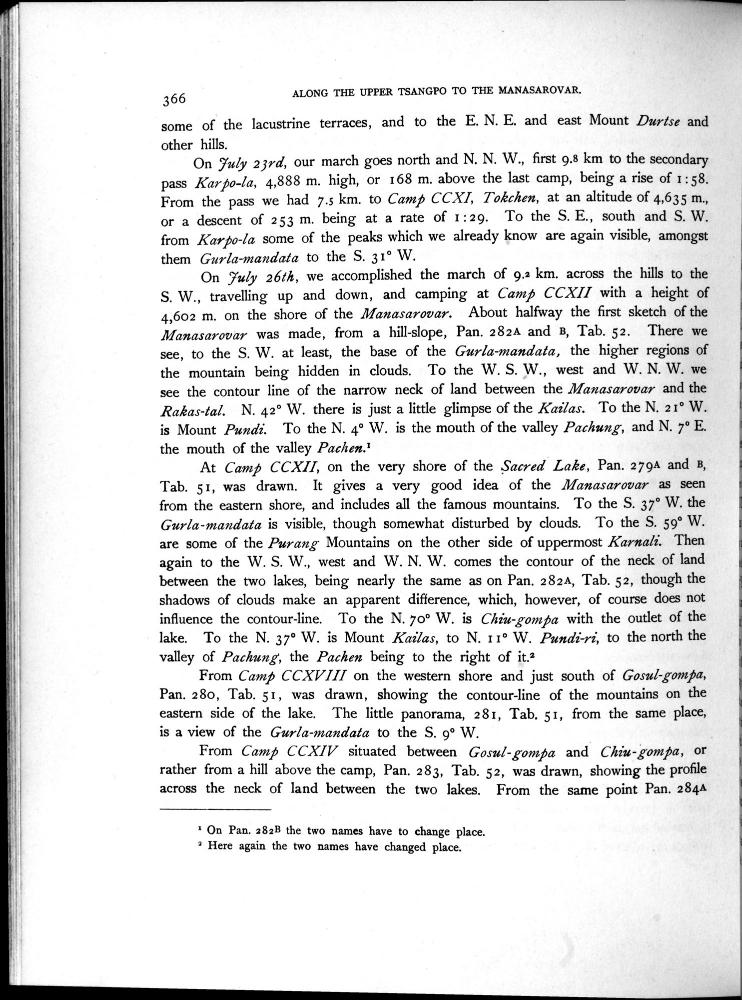 366
ALONG THE UPPER TSANGPO TO THE MANASAROVAR.
some of the lacustrine terraces, and to the E. N. E. and east Mount Durtse and
other hills.
On July 23rd, our march goes north and N. N. W., first 9.8 km to the secondary
pass Karpo-la, 4,888 m. high, or 168 m. above the last camp, being a rise of 1:58.
From the pass we had 7.5 km. to Camp CCXI, Tokchen, at an altitude of 4,635 m.,
or a descent of 253 m. being at a rate of 1:29. To the S. E., south and S. W.
from Karpo-la some of the peaks which we already know are again visible, amongst
them Gurla-mandata to the S. 31° W.
On July 26th, we accomplished the march of 9.2 km. across the hills to the
S. W., travelling up and down, and camping at Camp CCXII with a height of
4,602 m. on the shore of the Manasarovar. About halfway the first sketch of the
Manasarovar was made, from a hill-slope, Pan. 282A and B, Tab. 52. There we
see, to the S. W. at least, the base of the Gurla-mandata, the higher regions of
the mountain being hidden in clouds. To the W. S. W., west and W. N. W. we
see the contour line of the narrow neck of land between the Manasarovar and the
Rakas-tal. N. 42° W. there is just a little glimpse of the Kailas. To the N. 21° W.
is Mount Pundi. To the N. 4° W. is the mouth of the valley Pachung, and N. 7° E.
the mouth of the valley Pachen.¹
At Camp CCXII, on the very shore of the Sacred Lake, Pan. 279A and B,
Tab. 51, was drawn. It gives a very good idea of the Manasarovar as seen
from the eastern shore, and includes all the famous mountains. To the S. 37° W. the
Gurla-mandata is visible, though somewhat disturbed by clouds. To the S. 59° W.
are some of the Purang Mountains on the other side of uppermost Karnali. Then
again to the W. S. W., west and W. N. W. comes the contour of the neck of land
between the two lakes, being nearly the same as on Pan. 282A, Tab. 52, though the
shadows of clouds make an apparent difference, which, however, of course does not
influence the contour-line. To the N. 70° W. is Chiu-gompa with the outlet of the
lake. To the N. 37° W. is Mount Kailas, to N. 11° W. Pundi-ri, to the north the
valley of Pachung, the Pachen being to the right of it.²
From Camp CCXVIII on the western shore and just south of Gosul-gompa,
Pan. 280, Tab. 51, was drawn, showing the contour-line of the mountains on the
eastern side of the lake. The little panorama, 281, Tab. 51, from the same place,
is a view of the Gurla-mandata to the S. 9° W.
From Camp CCXIV situated between Gosul-gompa and Chiu-gompa, or
rather from a hill above the camp, Pan. 283, Tab. 52, was drawn, showing the profile
across the neck of land between the two lakes. From the same point Pan. 284A
¹ On Pan. 282B the two names have to change place.
² Here again the two names have changed place.